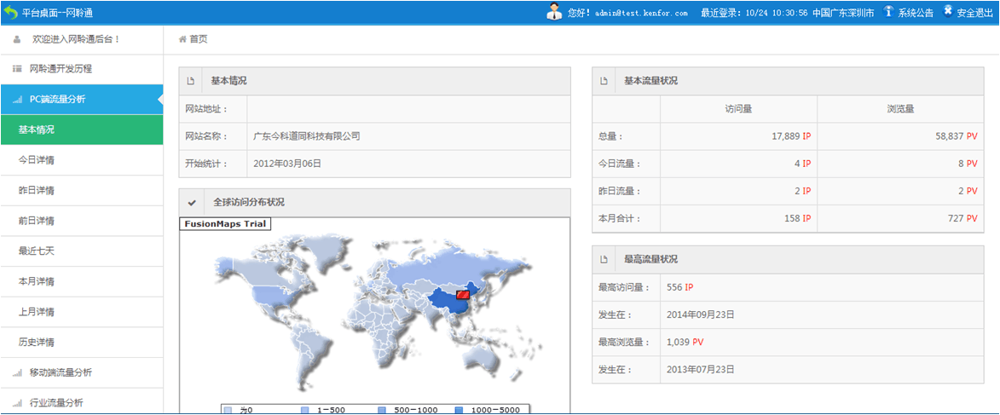 平台桌面--网聆通
您好！admin@test.kenfor.com 最近登录：10/24 10:30:56 中国广东深圳市 系统公告 安全退出
欢迎进入网聆通后台！
网聆通开发历程
PC端流量分析
基本情况
今日详情
昨日详情
前日详情
最近七天
本月详情
上月详情
历史详情
移动端流量分析
行业流量分析
首页
基本情况
网站地址：
网站名称： 广东今科道同科技有限公司
开始统计： 2012年03月06日
全球访问分布状况
FusionMaps Trial
为0 1-500 500-1000 1000-5000
基本流量状况
访问量 浏览量
总量： 17,889 IP 58,837 PV
今日流量： 4 IP 8 PV
昨日流量： 2 IP 2 PV
本月合计： 158 IP 727 PV
最高流量状况
最高访问量： 556 IP
发生在： 2014年09月23日
最高浏览量： 1,039 PV
发生在： 2013年07月23日